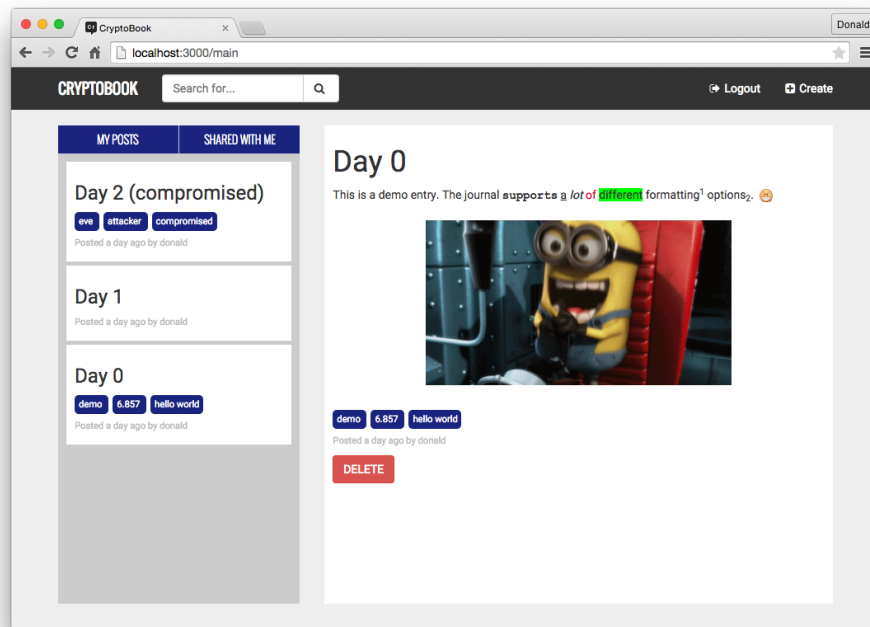 CryptoBook
Donald
localhost:3000/main
CRYPTOBOOK
Search for...
Logout
Create
MY POSTS
SHARED WITH ME
Day 2 (compromised)
eve attacker compromised
Posted a day ago by donald
Day 1
Posted a day ago by donald
Day 0
demo 6.857 hello world
Posted a day ago by donald
Day 0
This is a demo entry. The journal supports a lot of different formatting1 options2.
demo 6.857 hello world
Posted a day ago by donald
DELETE